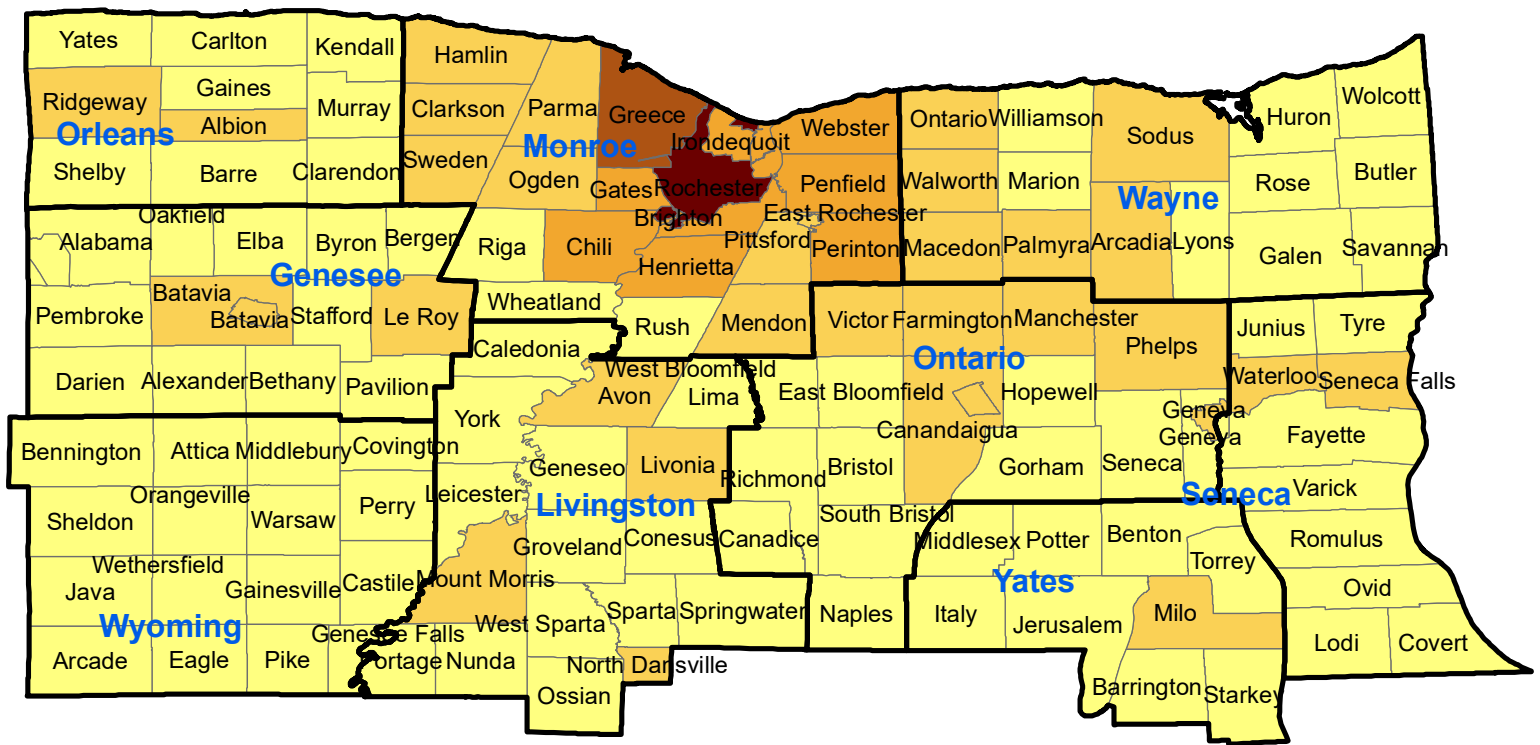 Yates
Carlton
Kendall
Hamlin
Gaines
Ridgeway
Murray
Clarkson
Parma
Greece
Albion
Orleans
Webster
Ontario
Williamson
Sodus
Huron
Wolcott
Irondequoit
Monroe
Sweden
Shelby
Barre
Clarendon
Ogden
Gates
Rochester
Penfield
Walworth
Marion
Wayne
Rose
Butler
Oakfield
Brighton
East Rochester
Alabama
Elba
Byron
Bergen
Riga
Chili
Pittsford
Perinton
Macedon
Palmyra
Arcadia
Lyons
Galen
Savannah
Genesee
Henrietta
Batavia
Batavia
Pembroke
Stafford
Le Roy
Wheatland
Rush
Mendon
Victor
Farmington
Manchester
Phelps
Junius
Tyre
Caledonia
Ontario
West Bloomfield
Darien
Alexander
Bethany
Pavilion
Avon
Lima
East Bloomfield
Hopewell
Waterloo
Seneca Falls
York
Geneva
Geneva
Canandaigua
Fayette
Bennington
Attica
Middlebury
Covington
Geneseo
Livonia
Richmond
Bristol
Gorham
Seneca
Orangeville
Leicester
Livingston
Seneca
Varick
Sheldon
Warsaw
Perry
South Bristol
Groveland
Conesus
Canadice
Middlesex
Potter
Benton
Romulus
Wethersfield
Torrey
Java
Gainesville
Castile
Mount Morris
Yates
Ovid
Wyoming
Genesee Falls
West Sparta
Sparta
Springwater
Naples
Italy
Jerusalem
Milo
Lodi
Covert
Arcade
Eagle
Pike
Portage
Nunda
North Dansville
Ossian
Barrington
Starkey